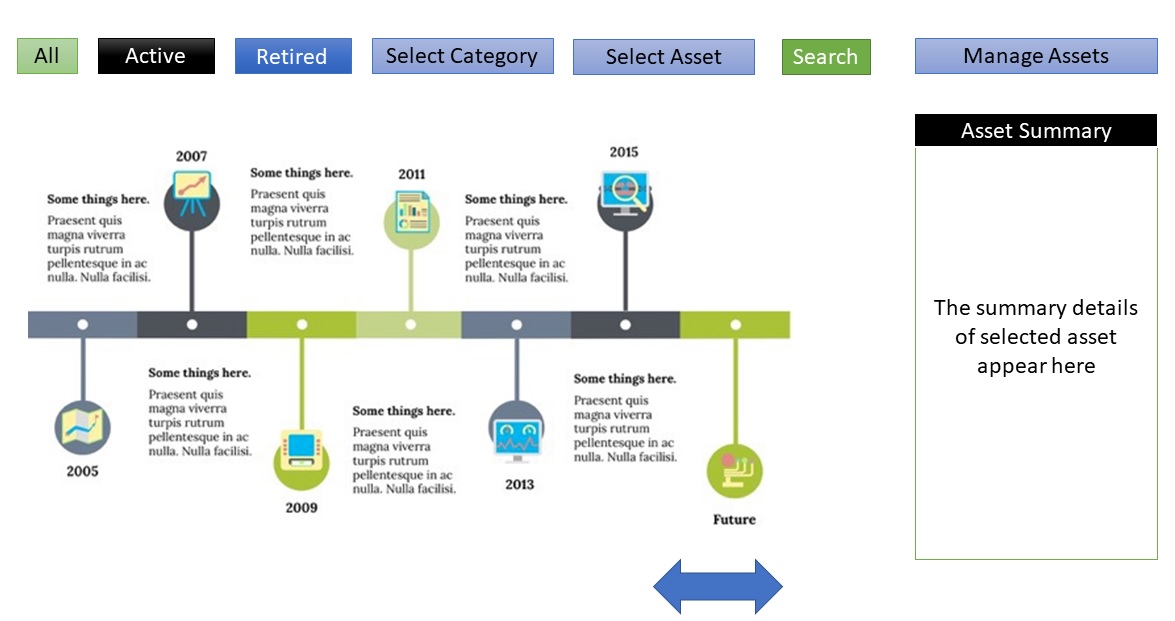 All
Active
Retired
Select Category
Select Asset
Search
Manage Assets
Asset Summary
The summary details
of selected asset
appear here
2007
Some things here.
Praesent quis
magna viverra
turpis rutrum
pellentesque in ac
nulla. Nulla facilisi.
Some things here.
Praesent quis
magna viverra
turpis rutrum
pellentesque in ac
nulla. Nulla facilisi.
2011
Some things here.
Praesent quis
magna viverra
turpis rutrum
pellentesque in ac
nulla. Nulla facilisi.
2015
2005
Some things here.
Praesent quis
magna viverra
turpis rutrum
pellentesque in ac
nulla. Nulla facilisi.
2009
Some things here.
Praesent quis
magna viverra
turpis rutrum
pellentesque in ac
nulla. Nulla facilisi.
2013
Some things here.
Praesent quis
magna viverra
turpis rutrum
pellentesque in ac
nulla. Nulla facilisi.
Future